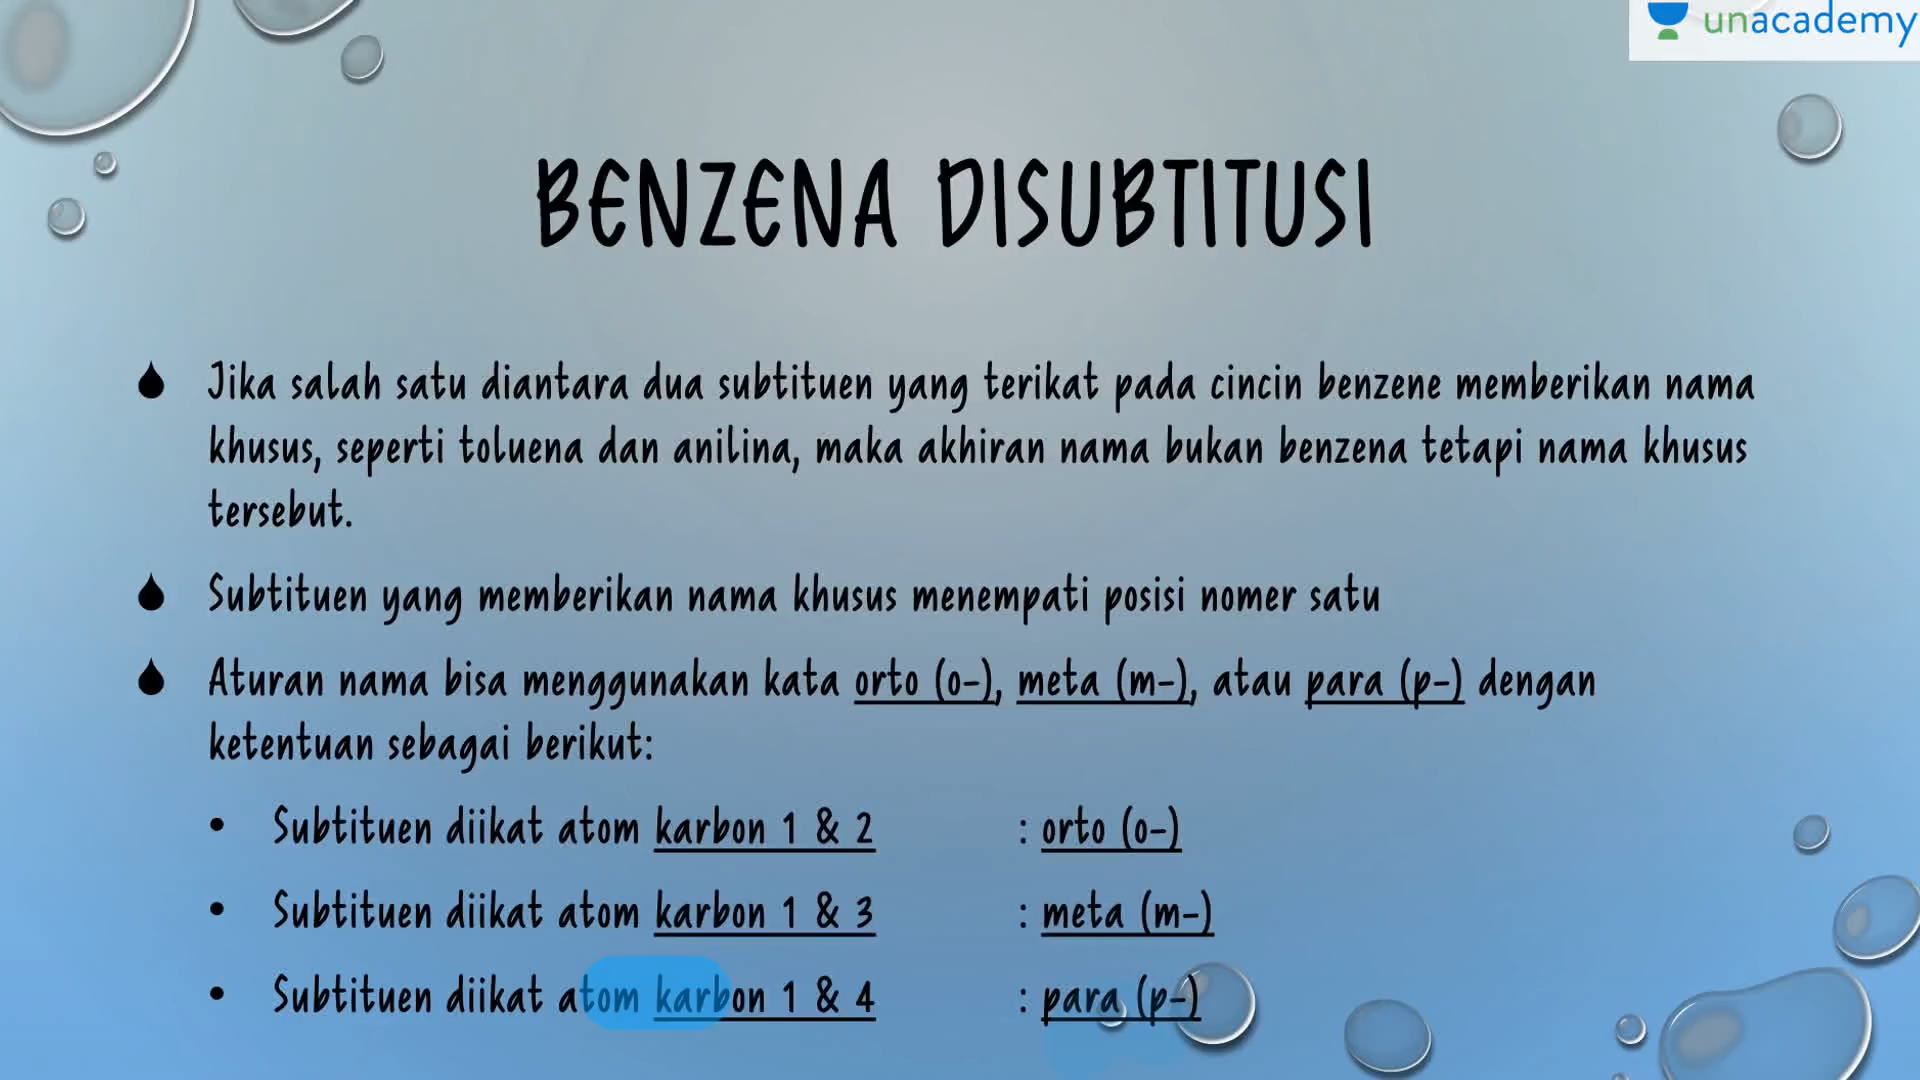 unacademy
BENZENA DISUBTITUSI
Jika salah satu diantara dua subtituen yang terikat pada cincin benzene memberikan nama
khusus, seperti toluena dan anilina, maka akhiran nama bukan benzena tetapi nama khusus
tersebut.
Subtituen yang memberikan nama khusus menempati posisi nomer satu
Aturan nama bisa menggunakan kata orto (o-), meta (m-), atau para (p-) dengan
ketentuan sebagai berikut:
• Subtituen diikat atom karbon 1 & 2 : orto (o-)
• Subtituen diikat atom karbon 1 & 3 : meta (m-)
• Subtituen diikat atom karbon 1 & 4 : para (p-)